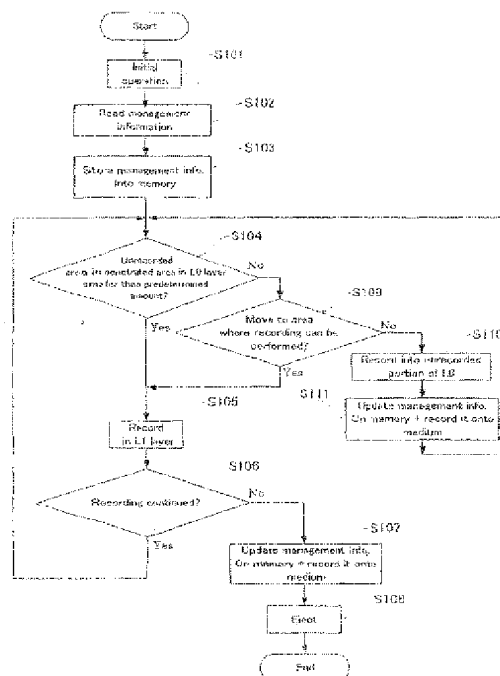 Start
S101
Initial
operation
S102
Read management
information
S103
Store management info.
Into memory
S104
Unrecorded
area in penetrated area in L0 layer
than predetermined
amount?
No
Yes
S109
Move to area
where recording can be
performed?
No
Yes
S110
Record into unrecorded
portion of L0
S111
Update management info.
On memory + record it onto
medium
S105
Record
in L1 layer
S106
Recording continued?
No
Yes
S107
Update management info.
On memory + record it onto
medium
S108
Eject
End